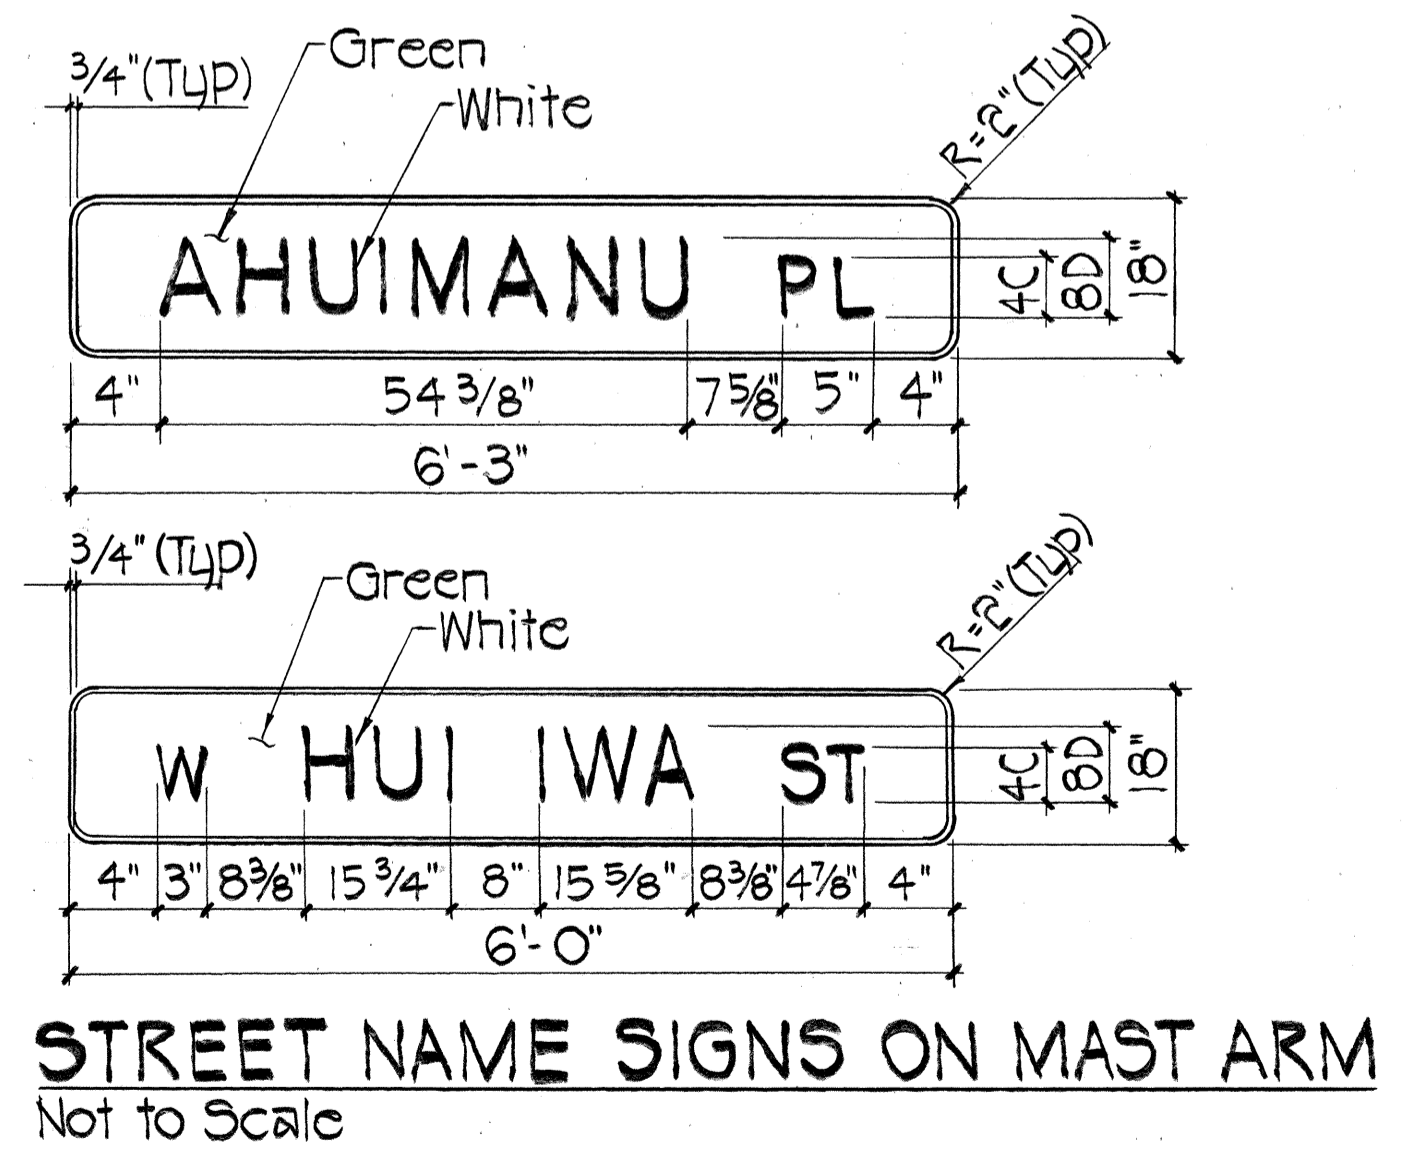 3/4" (Typ)
Green
White
R=2" (Typ)
AHUIMANU PL
4C
8D
18"
4" 54 3/8" 7 5/8" 5" 4"
6'-3"
3/4" (Typ)
Green
White
R=2" (Typ)
W HUI IWA ST
4C
8D
18"
4" 3" 8 3/8" 15 3/4" 8" 15 5/8" 8 3/8" 4 7/8" 4"
6'-0"
STREET NAME SIGNS ON MAST ARM
Not to Scale